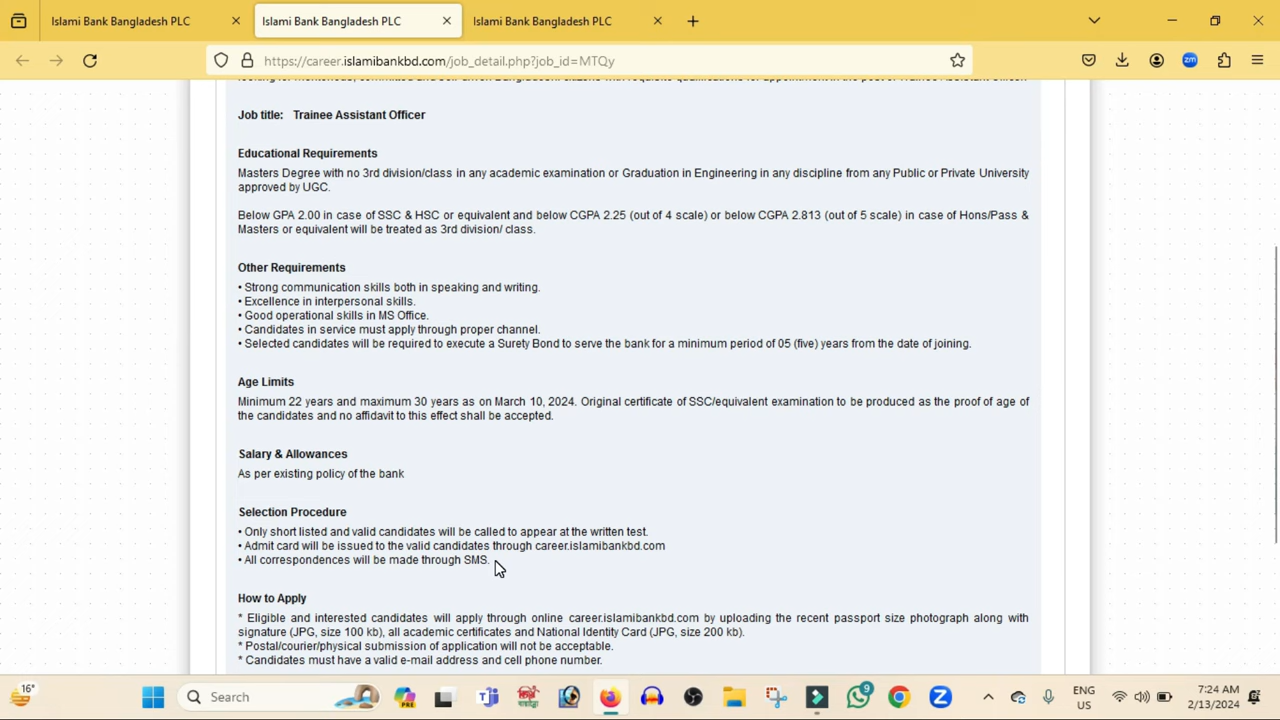 Islami Bank Bangladesh PLC
Islami Bank Bangladesh PLC
Islami Bank Bangladesh PLC
https://career.islamibankbd.com/job_detail.php?job_id=MTQy
Job title: Trainee Assistant Officer
Educational Requirements
Masters Degree with no 3rd division/class in any academic examination or Graduation in Engineering in any discipline from any Public or Private University
approved by UGC.
Below GPA 2.00 in case of SSC & HSC or equivalent and below CGPA 2.25 (out of 4 scale) or below CGPA 2.813 (out of 5 scale) in case of Hons/Pass &
Masters or equivalent will be treated as 3rd division/ class.
Other Requirements
• Strong communication skills both in speaking and writing.
• Excellence in interpersonal skills.
• Good operational skills in MS Office.
• Candidates in service must apply through proper channel.
• Selected candidates will be required to execute a Surety Bond to serve the bank for a minimum period of 05 (five) years from the date of joining.
Age Limits
Minimum 22 years and maximum 30 years as on March 10, 2024. Original certificate of SSC/equivalent examination to be produced as the proof of age of
the candidates and no affidavit to this effect shall be accepted.
Salary & Allowances
As per existing policy of the bank
Selection Procedure
• Only short listed and valid candidates will be called to appear at the written test.
• Admit card will be issued to the valid candidates through career.islamibankbd.com
• All correspondences will be made through SMS.
How to Apply
* Eligible and interested candidates will apply through online career.islamibankbd.com by uploading the recent passport size photograph along with
signature (JPG, size 100 kb), all academic certificates and National Identity Card (JPG, size 200 kb).
* Postal/courier/physical submission of application will not be acceptable.
* Candidates must have a valid e-mail address and cell phone number.
16°
Search
PRE
9
ENG
US
7:24 AM
2/13/2024